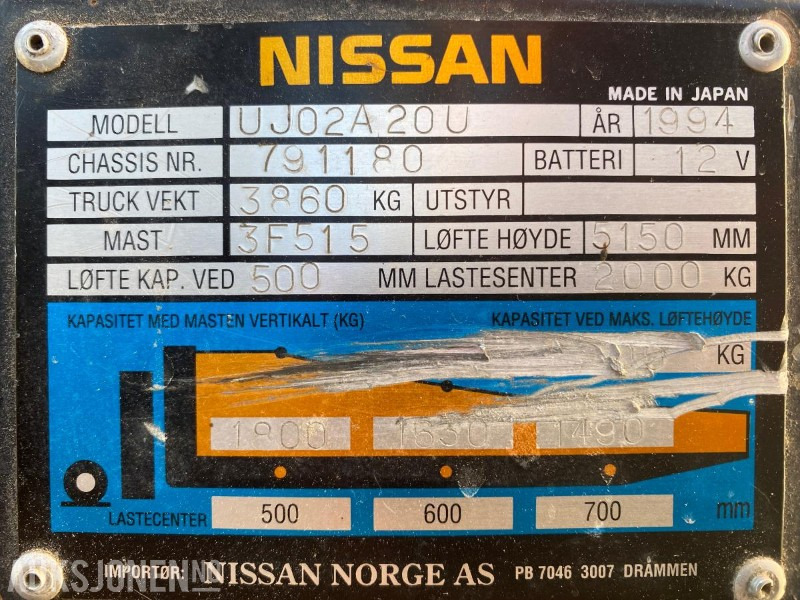 NISSAN
MADE IN JAPAN
MODELL UJ02A20U ÅR 1994
CHASSIS NR. 791180 BATTERI 12 V
TRUCK VEKT 3860 KG UTSTYR
MAST 3F515 LØFTE HØYDE 5150 MM
LØFTE KAP. VED 500 MM LASTESENTER 2000 KG
KAPASITET MED MASTEN VERTIKALT (KG) KAPASITET VED MAKS. LØFTEHØYDE
KG
1800 1630 1490
LASTECENTER 500 600 700 mm
IMPORTØR: NISSAN NORGE AS PB 7046 3007 DRAMMEN
AUKSJONEN.NO